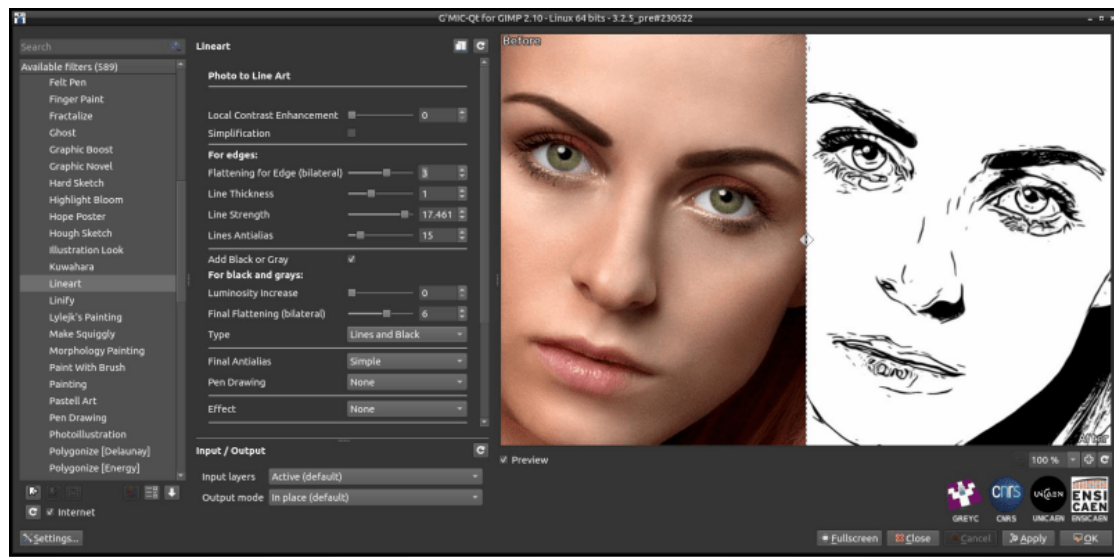 G'MIC-Qt for GIMP 2.10 - Linux 64 bits - 3.2.5_pre#230522
Search
Available filters (589)
Felt Pen
Finger Paint
Fractalize
Ghost
Graphic Boost
Graphic Novel
Hard Sketch
Highlight Bloom
Hope Poster
Hough Sketch
Illustration Look
Kuwahara
Lineart
Linify
Lylejk's Painting
Make Squiggly
Morphology Painting
Paint With Brush
Painting
Pastell Art
Pen Drawing
Photoillustration
Polygonize [Delaunay]
Polygonize [Energy]
Internet
Settings...
Lineart
Photo to Line Art
Local Contrast Enhancement 0
Simplification
For edges:
Flattening for Edge (bilateral) 3
Line Thickness 1
Line Strength 17.461
Lines Antialias 15
Add Black or Gray
For black and grays:
Luminosity Increase 0
Final Flattening (bilateral) 6
Type Lines and Black
Final Antialias Simple
Pen Drawing None
Effect None
Input / Output
Input layers Active (default)
Output mode In place (default)
Before
After
Preview
100 %
GREYC
cnrs
CNRS
UNICAEN
UNICAEN
ENSI
CAEN
ENSICAEN
Fullscreen
Close
Cancel
Apply
OK